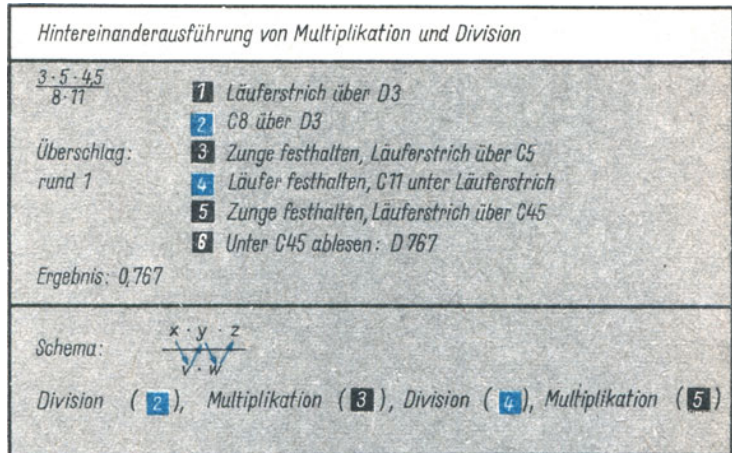 Hintereinanderausführung von Multiplikation und Division
3 · 5 · 4,5
8 · 11
1 Läuferstrich über D3
2 C8 über D3
Überschlag:
3 Zunge festhalten, Läuferstrich über C5
rund 1
4 Läufer festhalten, C11 unter Läuferstrich
5 Zunge festhalten, Läuferstrich über C45
6 Unter C45 ablesen: D767
Ergebnis: 0,767
Schema:
x · y · z
v · w
Division ( 2 ), Multiplikation ( 3 ), Division ( 4 ), Multiplikation ( 5 )